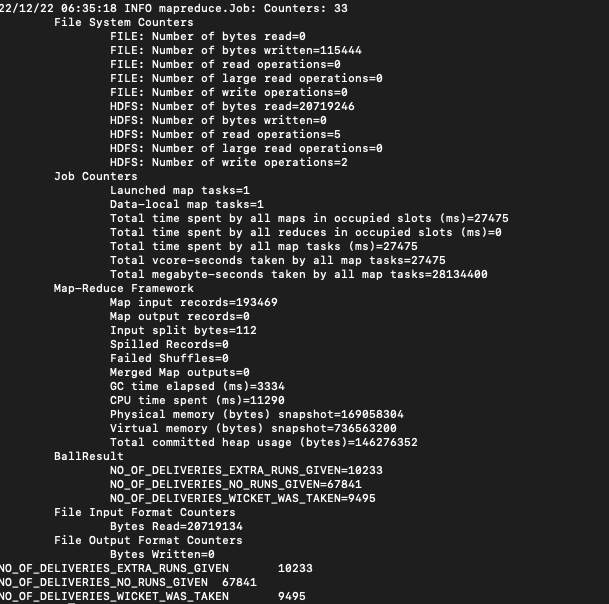 22/12/22 06:35:18 INFO mapreduce.Job: Counters: 33
File System Counters
FILE: Number of bytes read=0
FILE: Number of bytes written=115444
FILE: Number of read operations=0
FILE: Number of large read operations=0
FILE: Number of write operations=0
HDFS: Number of bytes read=20719246
HDFS: Number of bytes written=0
HDFS: Number of read operations=5
HDFS: Number of large read operations=0
HDFS: Number of write operations=2
Job Counters
Launched map tasks=1
Data-local map tasks=1
Total time spent by all maps in occupied slots (ms)=27475
Total time spent by all reduces in occupied slots (ms)=0
Total time spent by all map tasks (ms)=27475
Total vcore-seconds taken by all map tasks=27475
Total megabyte-seconds taken by all map tasks=28134400
Map-Reduce Framework
Map input records=193469
Map output records=0
Input split bytes=112
Spilled Records=0
Failed Shuffles=0
Merged Map outputs=0
GC time elapsed (ms)=3334
CPU time spent (ms)=11290
Physical memory (bytes) snapshot=169058304
Virtual memory (bytes) snapshot=736563200
Total committed heap usage (bytes)=146276352
BallResult
NO_OF_DELIVERIES_EXTRA_RUNS_GIVEN=10233
NO_OF_DELIVERIES_NO_RUNS_GIVEN=67841
NO_OF_DELIVERIES_WICKET_WAS_TAKEN=9495
File Input Format Counters
Bytes Read=20719134
File Output Format Counters
Bytes Written=0
NO_OF_DELIVERIES_EXTRA_RUNS_GIVEN 10233
NO_OF_DELIVERIES_NO_RUNS_GIVEN 67841
NO_OF_DELIVERIES_WICKET_WAS_TAKEN 9495